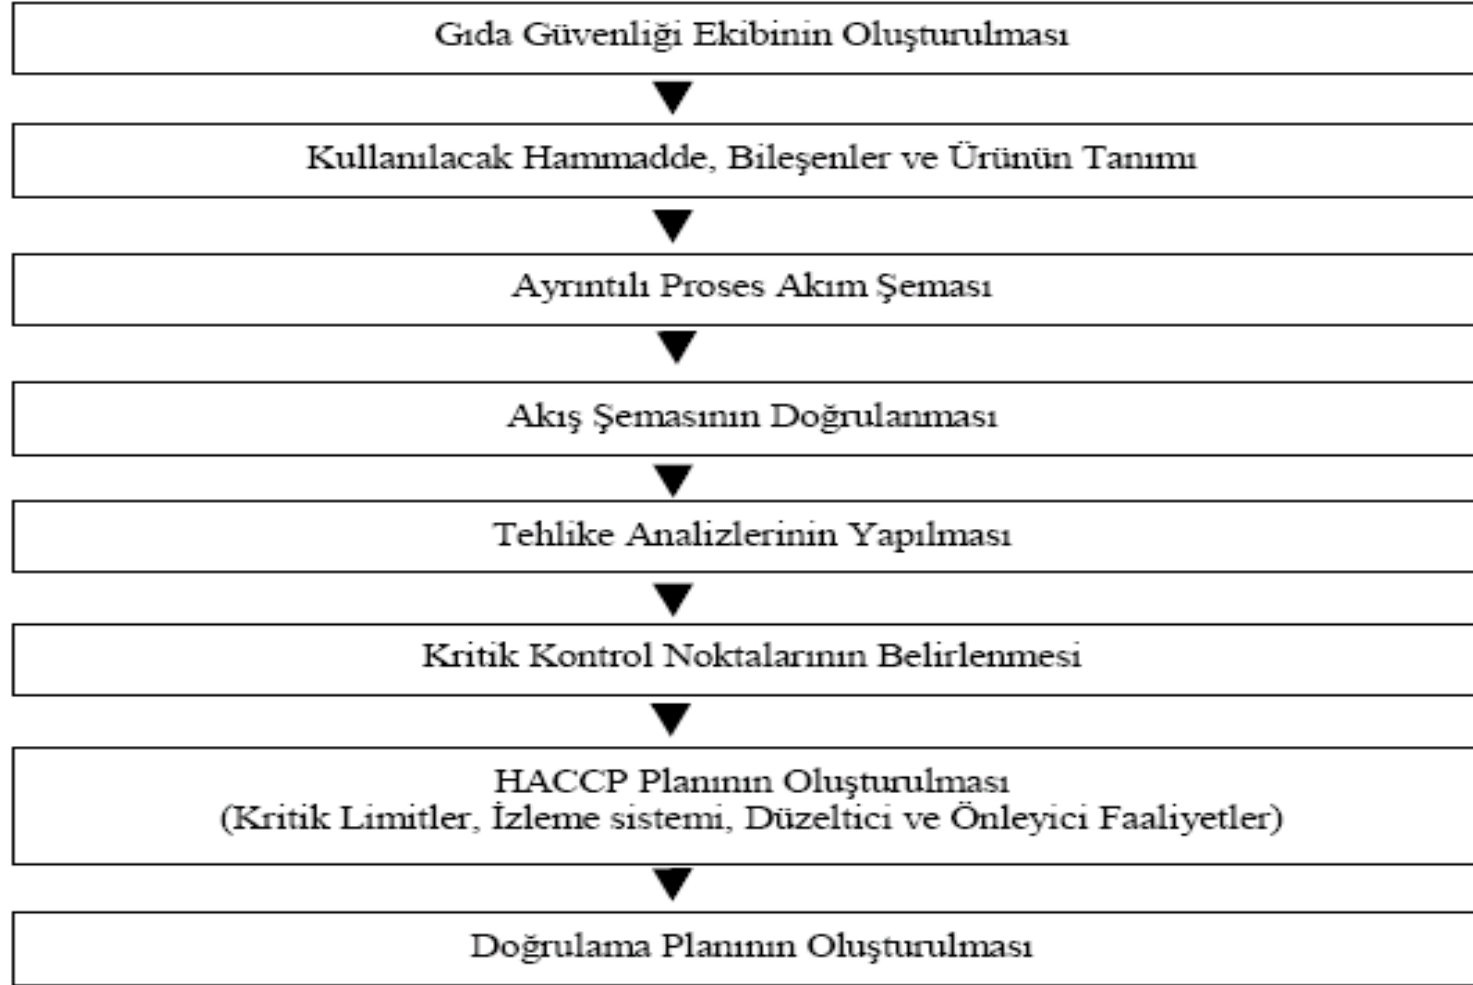 Gıda Güvenliği Ekibinin Oluşturulması
Kullanılacak Hammadde, Bileşenler ve Ürünün Tanımı
Ayrıntılı Proses Akım Şeması
Akış Şemasının Doğrulanması
Tehlike Analizlerinin Yapılması
Kritik Kontrol Noktalarının Belirlenmesi
HACCP Planının Oluşturulması
(Kritik Limitler, İzleme sistemi, Düzeltici ve Önleyici Faaliyetler)
Doğrulama Planının Oluşturulması